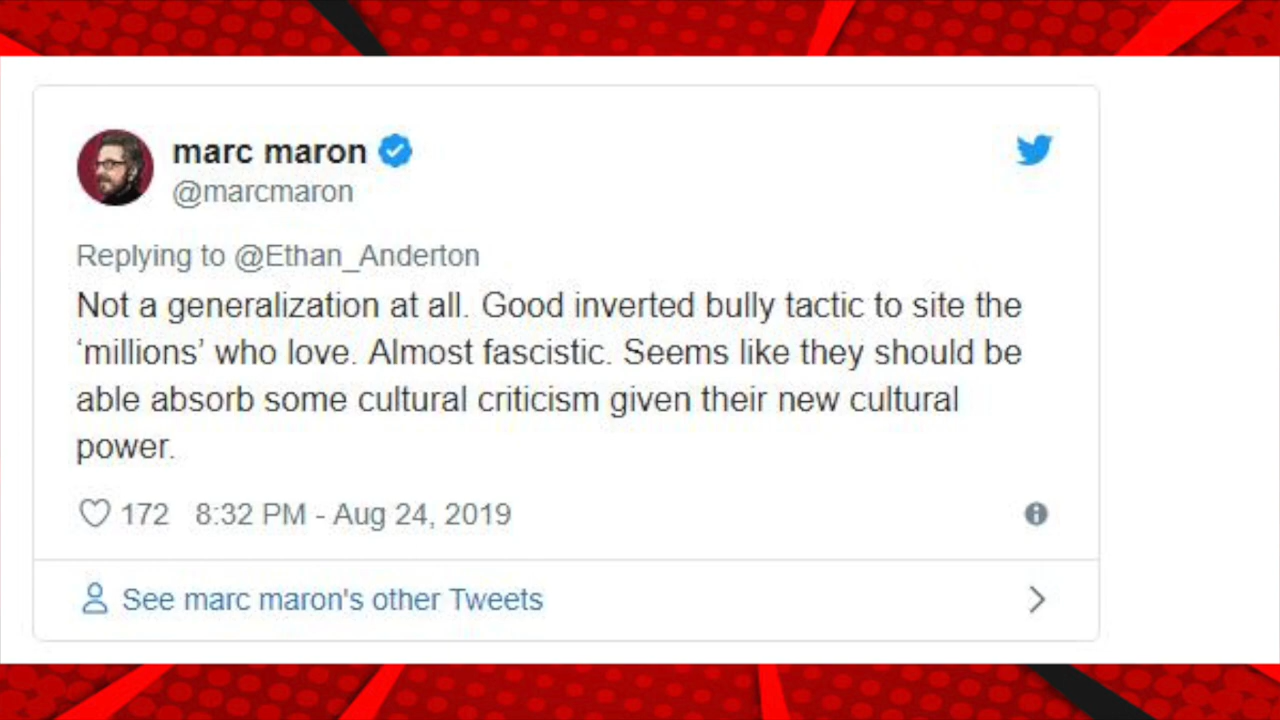 marc maron
@marcmaron
Replying to @Ethan_Anderton
Not a generalization at all. Good inverted bully tactic to site the
‘millions’ who love. Almost fascistic. Seems like they should be
able absorb some cultural criticism given their new cultural
power.
172 8:32 PM - Aug 24, 2019
See marc maron's other Tweets